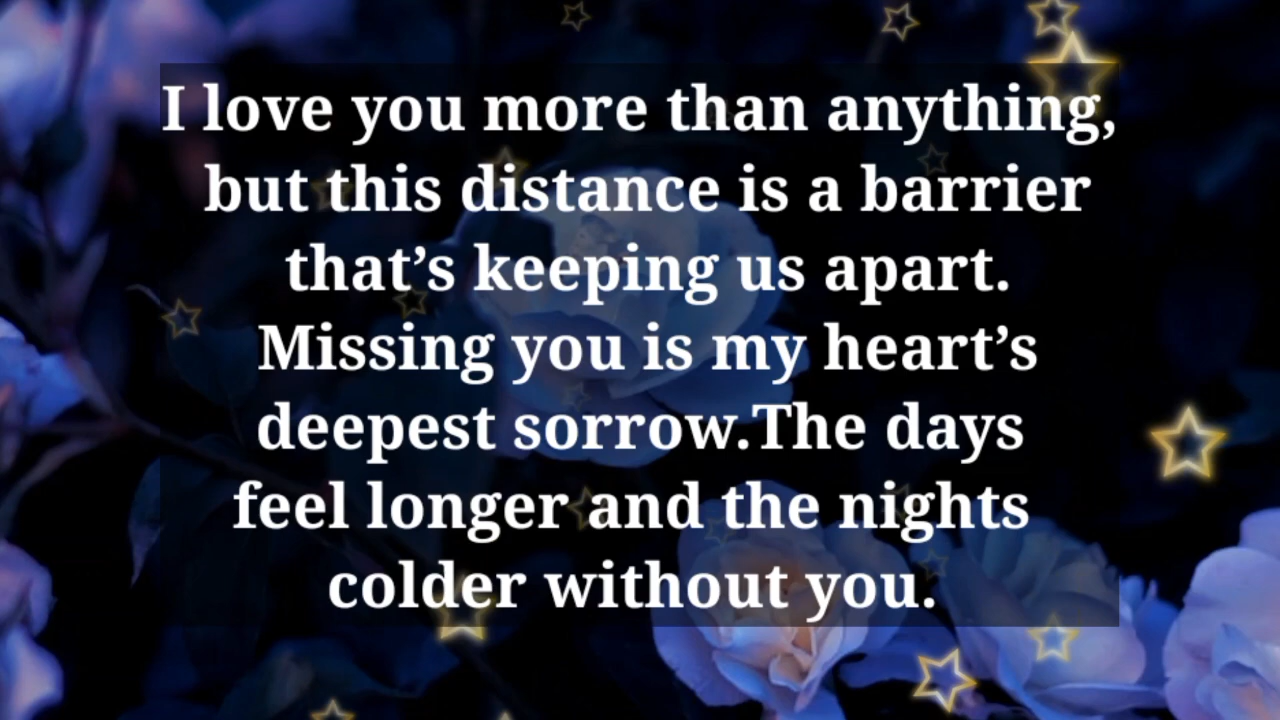 I love you more than anything,
but this distance is a barrier
that’s keeping us apart.
Missing you is my heart’s
deepest sorrow.The days
feel longer and the nights
colder without you.